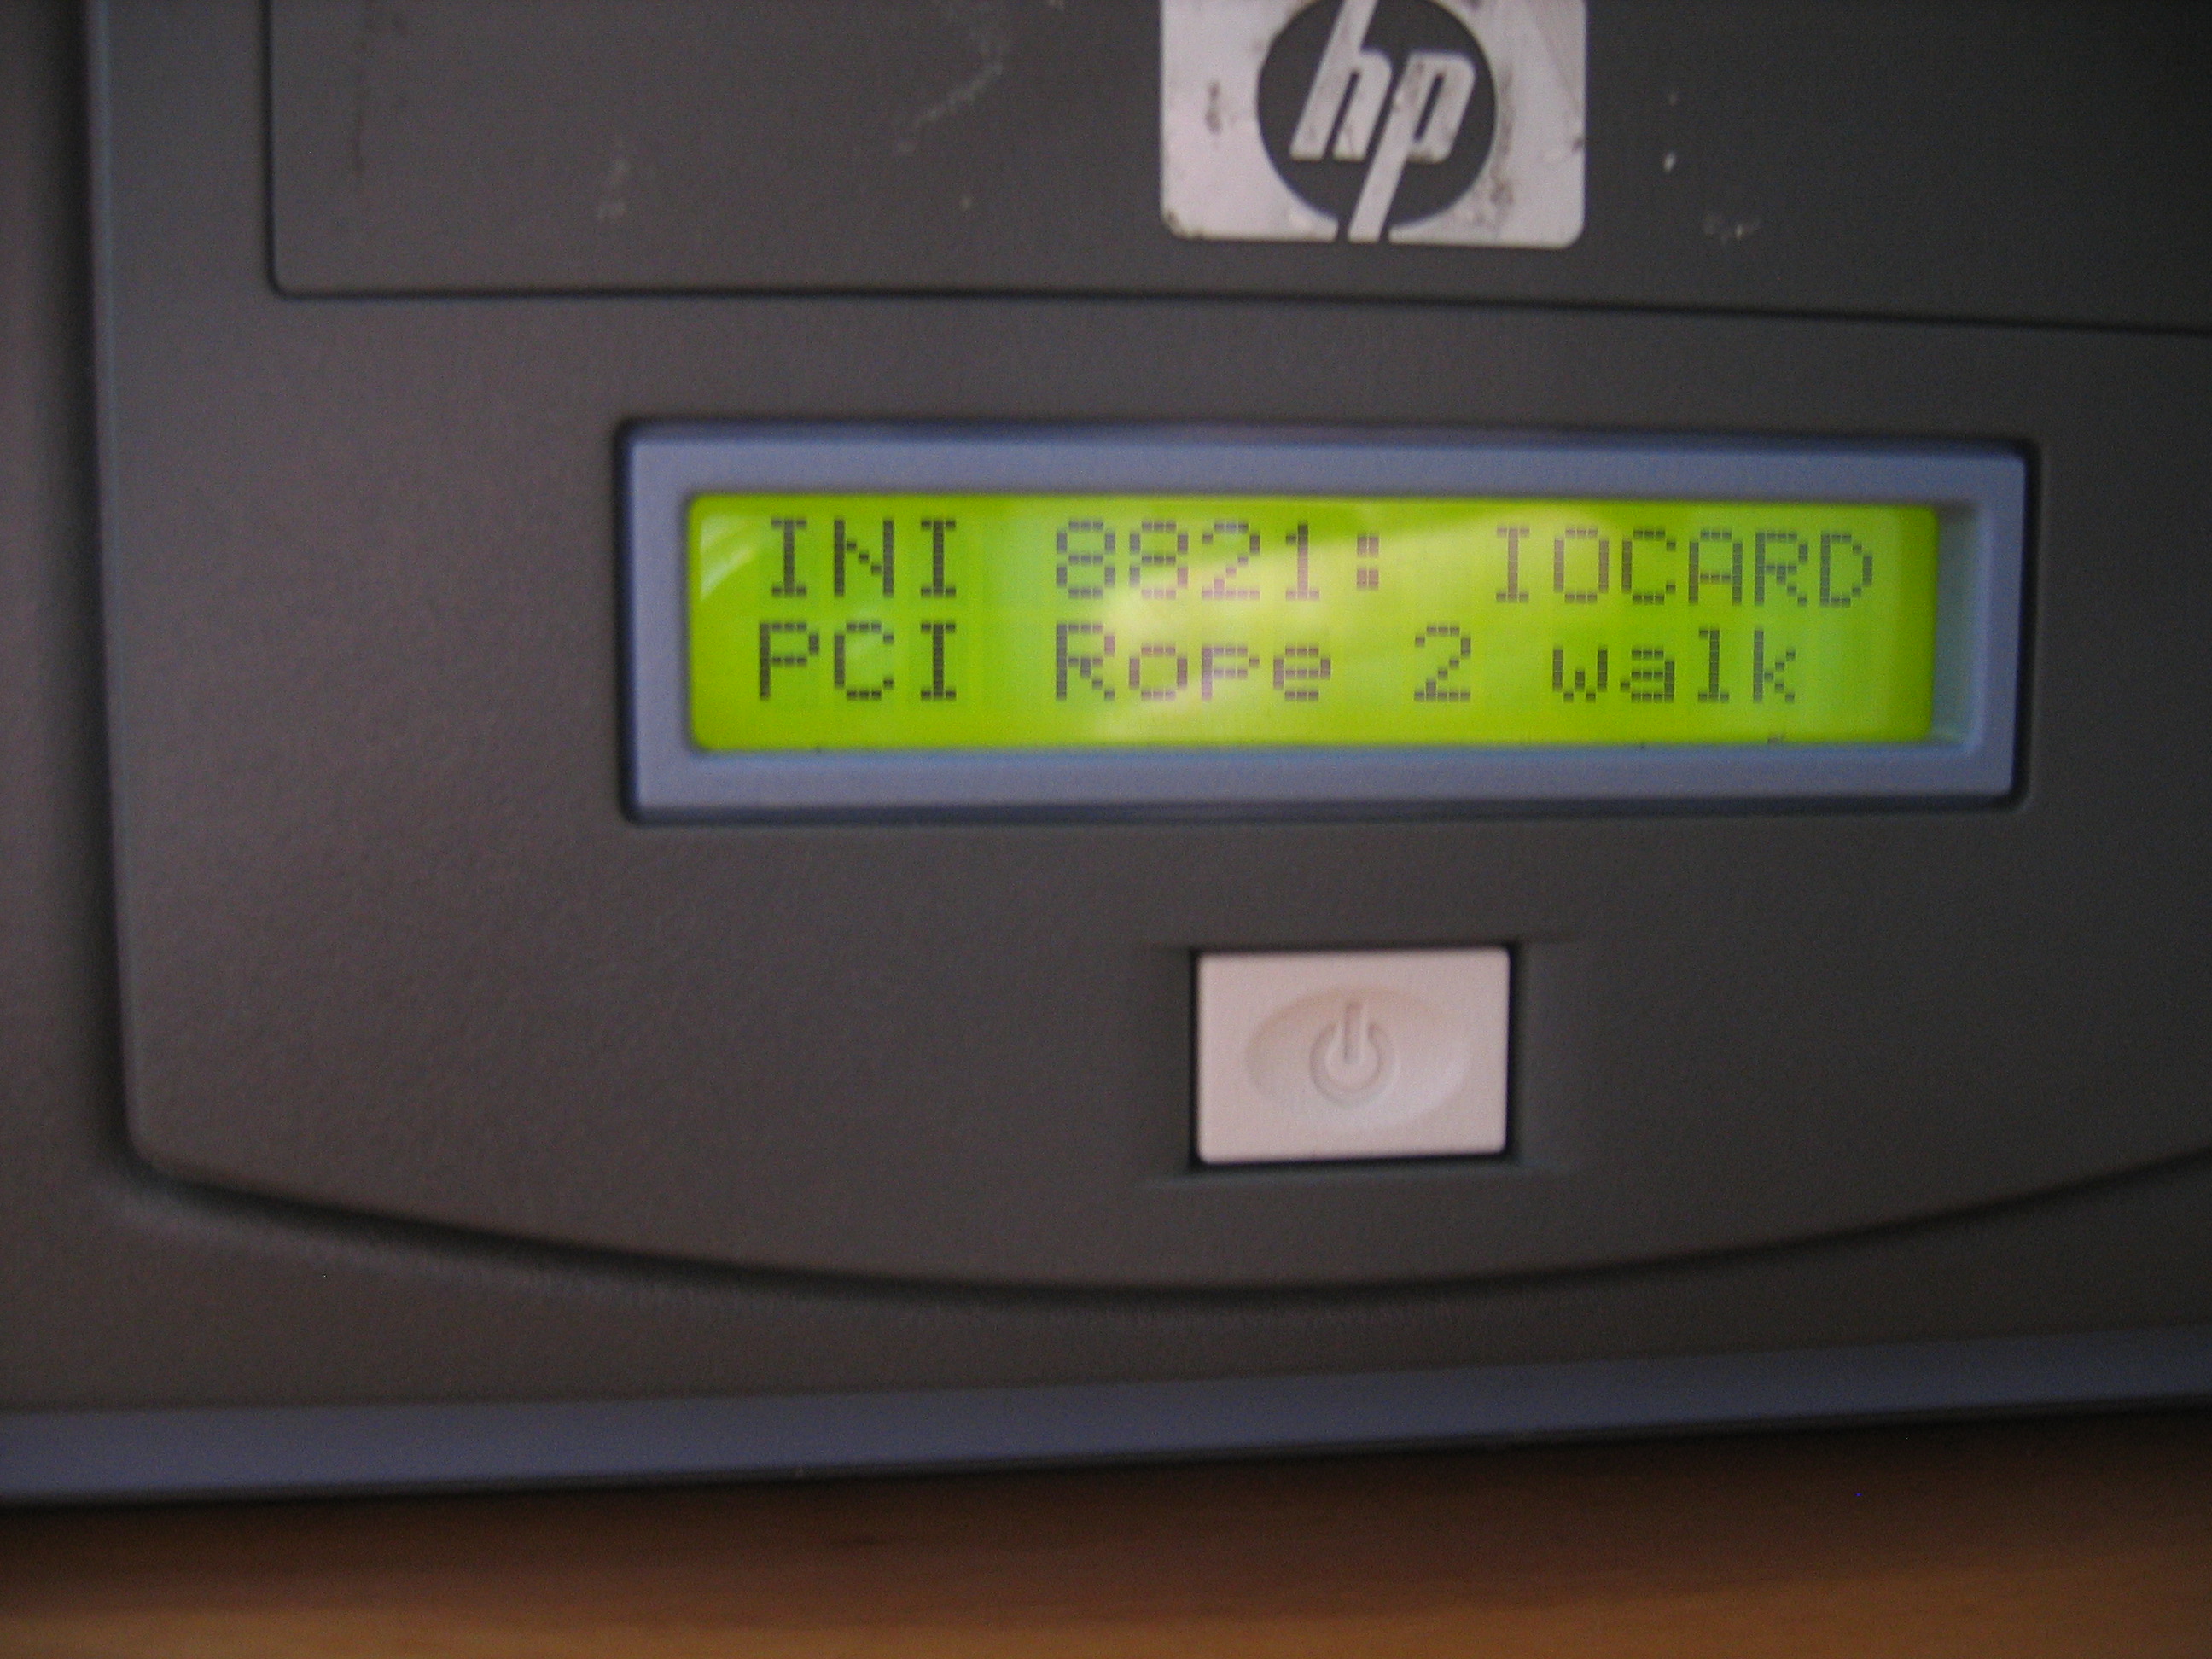 hp
INI 8821: IOCARD
PCI Rope 2 walk